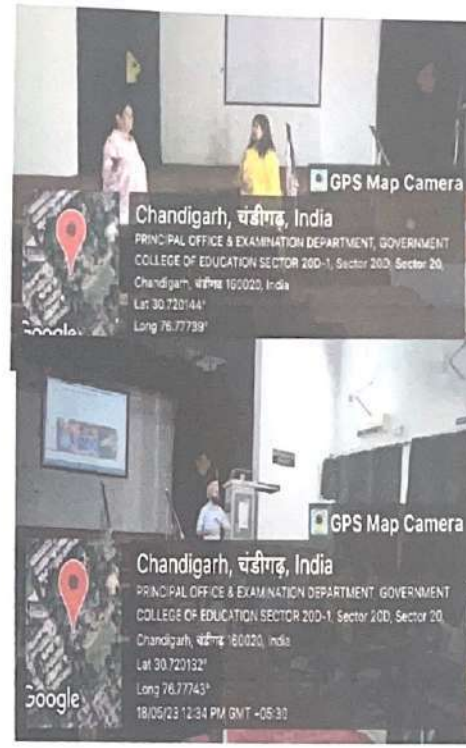 GPS Map Camera
Chandigarh, चंडीगढ़, India
PRINCIPAL OFFICE & EXAMINATION DEPARTMENT, GOVERNMENT
COLLEGE OF EDUCATION SECTOR 20D-1, Sector 20D, Sector 20,
Chandigarh, चंडीगढ़ 160020, India
Lat 30.720144°
Long 76.77739°
Google
GPS Map Camera
Chandigarh, चंडीगढ़, India
PRINCIPAL OFFICE & EXAMINATION DEPARTMENT, GOVERNMENT
COLLEGE OF EDUCATION SECTOR 20D-1, Sector 20D, Sector 20,
Chandigarh, चंडीगढ़ 160020, India
Lat 30.720132°
Long 76.77743°
Google
18/05/23 12:34 PM GMT +05:30